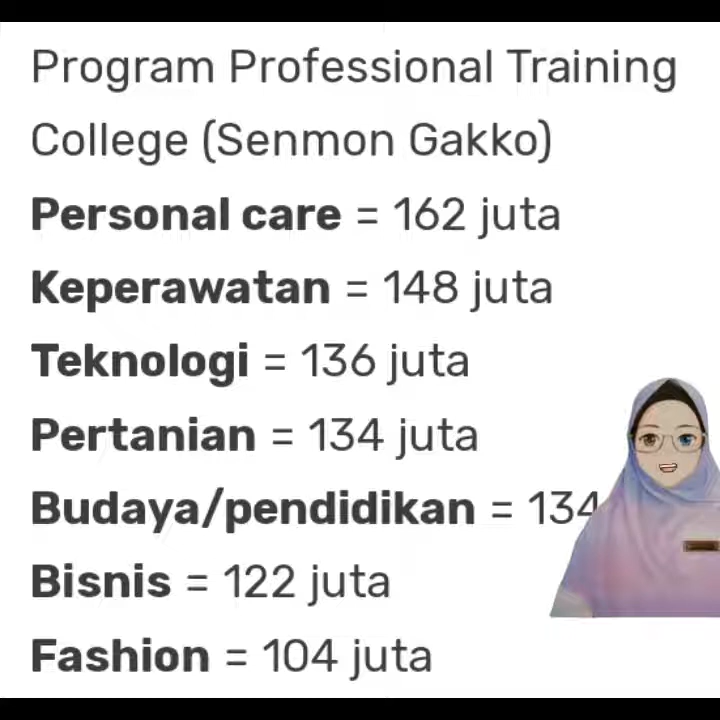 Program Professional Training
College (Senmon Gakko)
Personal care = 162 juta
Keperawatan = 148 juta
Teknologi = 136 juta
Pertanian = 134 juta
Budaya/pendidikan = 134
Bisnis = 122 juta
Fashion = 104 juta